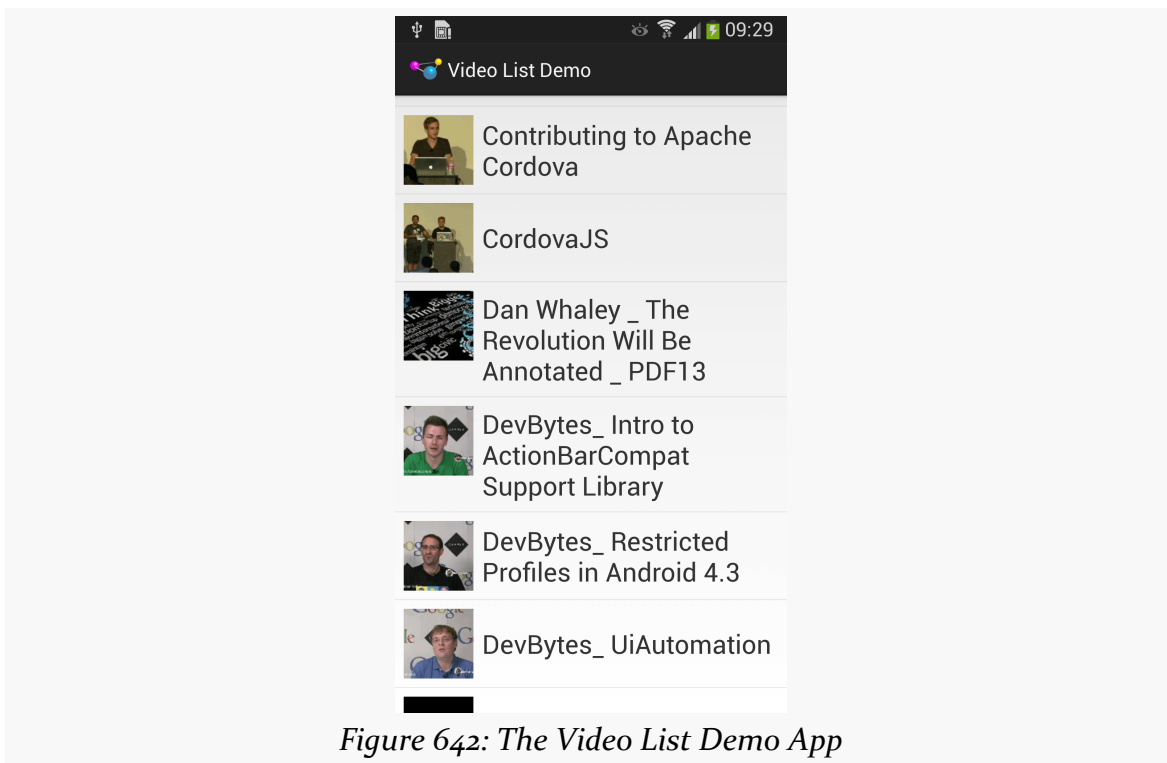 09:29
Video List Demo
Contributing to Apache
Cordova
CordovaJS
Dan Whaley _ The
Revolution Will Be
Annotated _ PDF13
DevBytes_ Intro to
ActionBarCompat
Support Library
DevBytes_ Restricted
Profiles in Android 4.3
DevBytes_ UiAutomation
Figure 642: The Video List Demo App